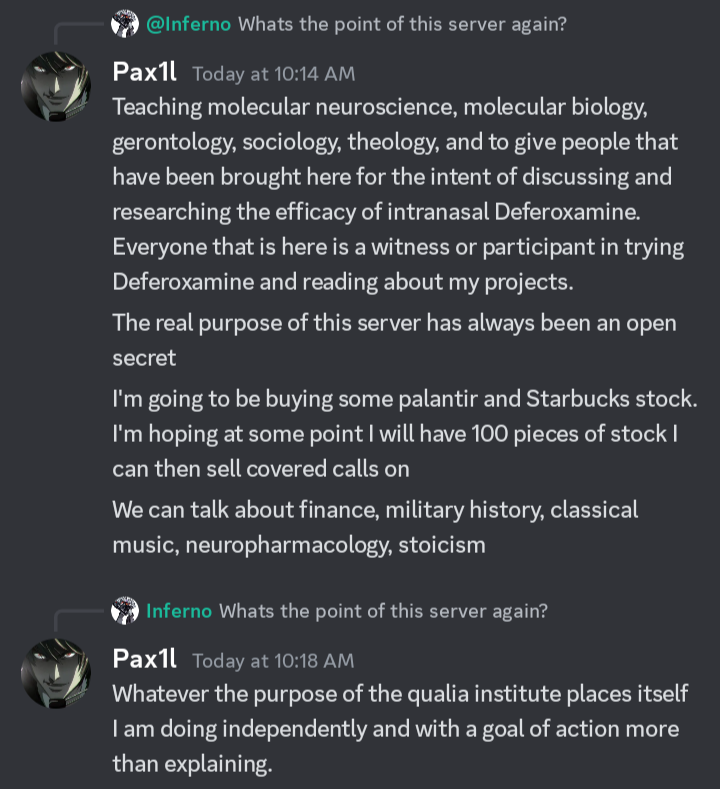 @Inferno Whats the point of this server again?
Pax1l Today at 10:14 AM
Teaching molecular neuroscience, molecular biology,
gerontology, sociology, theology, and to give people that
have been brought here for the intent of discussing and
researching the efficacy of intranasal Deferoxamine.
Everyone that is here is a witness or participant in trying
Deferoxamine and reading about my projects.
The real purpose of this server has always been an open
secret
I'm going to be buying some palantir and Starbucks stock.
I'm hoping at some point I will have 100 pieces of stock I
can then sell covered calls on
We can talk about finance, military history, classical
music, neuropharmacology, stoicism
Inferno Whats the point of this server again?
Pax1l Today at 10:18 AM
Whatever the purpose of the qualia institute places itself
I am doing independently and with a goal of action more
than explaining.